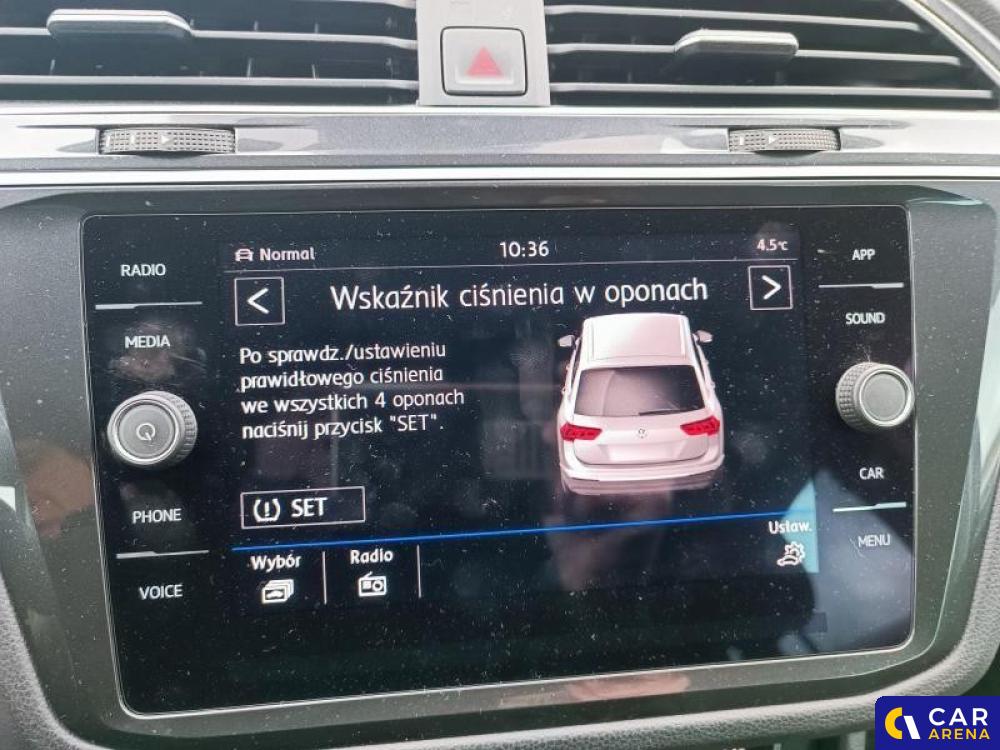 Normal 10:36 4.5°C
< Wskaźnik ciśnienia w oponach >
Po sprawdz./ustawieniu
prawidłowego ciśnienia
we wszystkich 4 oponach
naciśnij przycisk "SET".
(!) SET
Wybór Radio Ustaw.
RADIO
MEDIA
PHONE
VOICE
APP
SOUND
CAR
MENU
CAR
ARENA